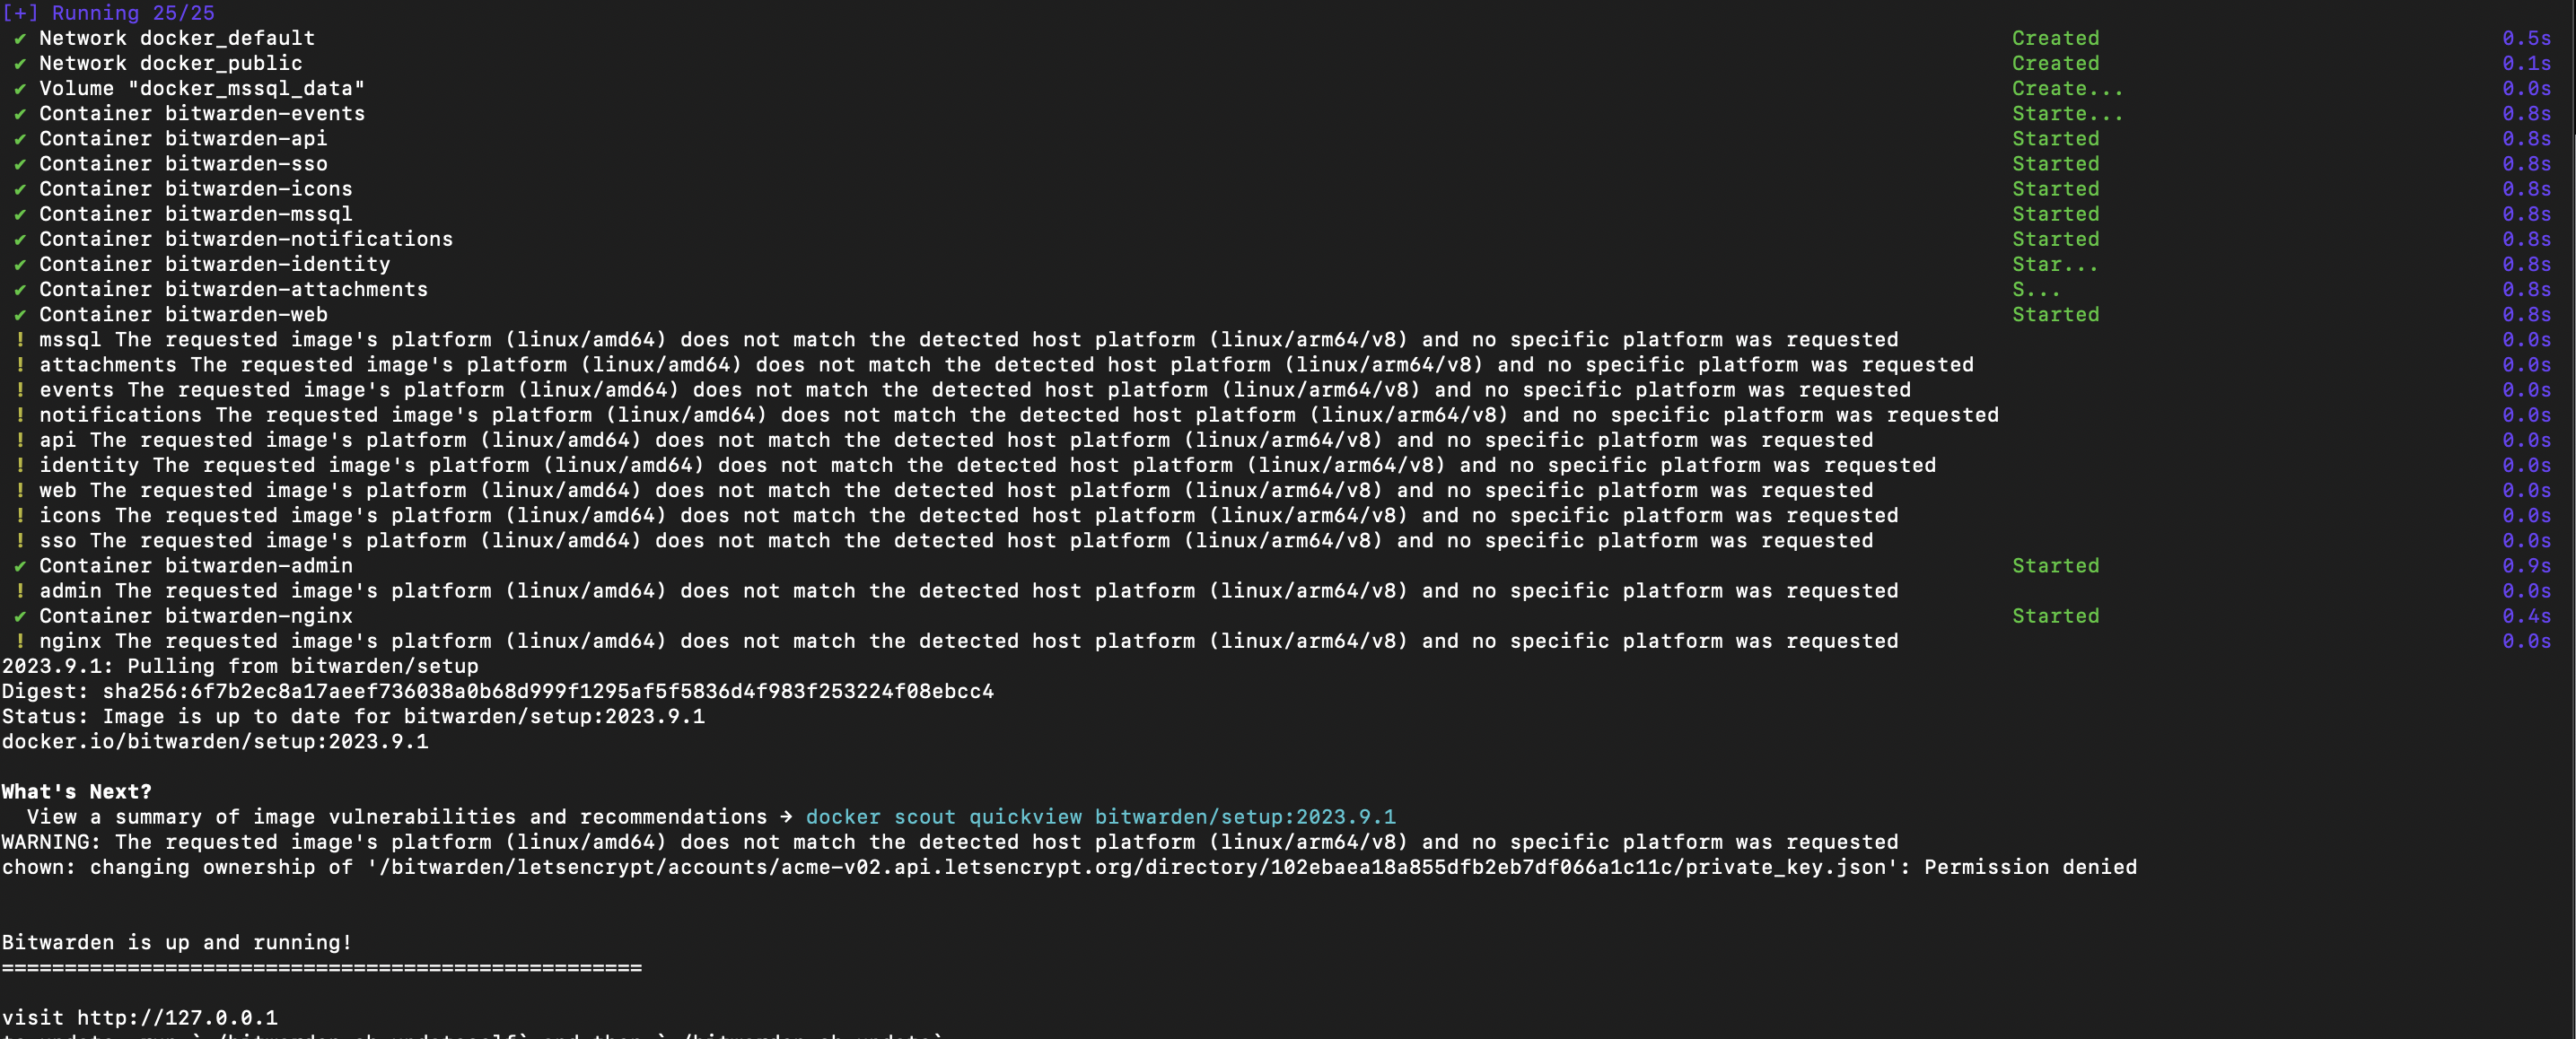 [+] Running 25/25
✔ Network docker_default Created 0.5s
✔ Network docker_public Created 0.1s
✔ Volume "docker_mssql_data" Create... 0.0s
✔ Container bitwarden-events Starte... 0.8s
✔ Container bitwarden-api Started 0.8s
✔ Container bitwarden-sso Started 0.8s
✔ Container bitwarden-icons Started 0.8s
✔ Container bitwarden-mssql Started 0.8s
✔ Container bitwarden-notifications Started 0.8s
✔ Container bitwarden-identity Star... 0.8s
✔ Container bitwarden-attachments S... 0.8s
✔ Container bitwarden-web Started 0.8s
! mssql The requested image's platform (linux/amd64) does not match the detected host platform (linux/arm64/v8) and no specific platform was requested 0.0s
! attachments The requested image's platform (linux/amd64) does not match the detected host platform (linux/arm64/v8) and no specific platform was requested 0.0s
! events The requested image's platform (linux/amd64) does not match the detected host platform (linux/arm64/v8) and no specific platform was requested 0.0s
! notifications The requested image's platform (linux/amd64) does not match the detected host platform (linux/arm64/v8) and no specific platform was requested 0.0s
! api The requested image's platform (linux/amd64) does not match the detected host platform (linux/arm64/v8) and no specific platform was requested 0.0s
! identity The requested image's platform (linux/amd64) does not match the detected host platform (linux/arm64/v8) and no specific platform was requested 0.0s
! web The requested image's platform (linux/amd64) does not match the detected host platform (linux/arm64/v8) and no specific platform was requested 0.0s
! icons The requested image's platform (linux/amd64) does not match the detected host platform (linux/arm64/v8) and no specific platform was requested 0.0s
! sso The requested image's platform (linux/amd64) does not match the detected host platform (linux/arm64/v8) and no specific platform was requested 0.0s
✔ Container bitwarden-admin Started 0.9s
! admin The requested image's platform (linux/amd64) does not match the detected host platform (linux/arm64/v8) and no specific platform was requested 0.0s
✔ Container bitwarden-nginx Started 0.4s
! nginx The requested image's platform (linux/amd64) does not match the detected host platform (linux/arm64/v8) and no specific platform was requested 0.0s
2023.9.1: Pulling from bitwarden/setup
Digest: sha256:6f7b2ec8a17aeef736038a0b68d999f1295af5f5836d4f983f253224f08ebcc4
Status: Image is up to date for bitwarden/setup:2023.9.1
docker.io/bitwarden/setup:2023.9.1
What's Next?
View a summary of image vulnerabilities and recommendations → docker scout quickview bitwarden/setup:2023.9.1
WARNING: The requested image's platform (linux/amd64) does not match the detected host platform (linux/arm64/v8) and no specific platform was requested
chown: changing ownership of '/bitwarden/letsencrypt/accounts/acme-v02.api.letsencrypt.org/directory/102ebaea18a855dfb2eb7df066a1c11c/private_key.json': Permission denied
Bitwarden is up and running!
===================================================
visit http://127.0.0.1